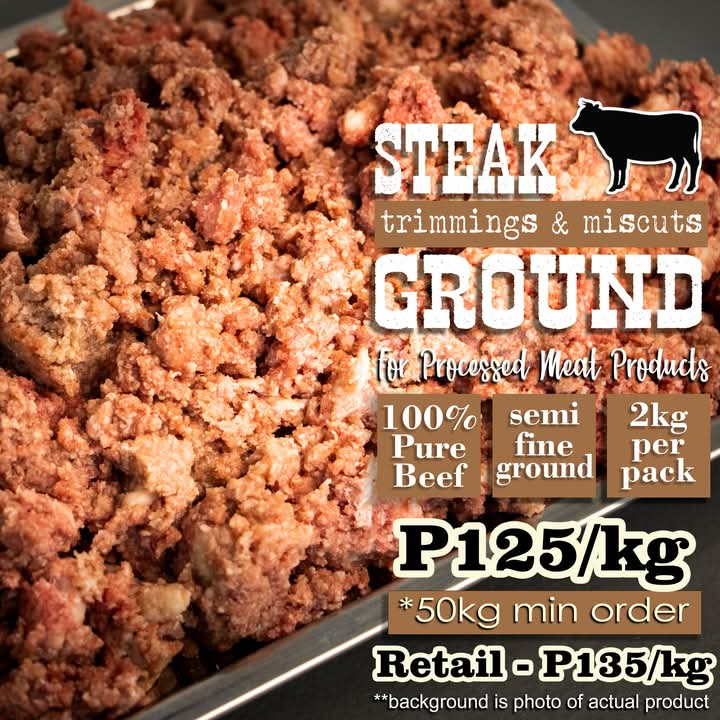 STEAK
trimmings & miscuts
GROUND
For Processed Meat Products
100%
Pure
Beef
semi
fine
ground
2kg
per
pack
P125/kg
*50kg min order
Retail - P135/kg
**background is photo of actual product